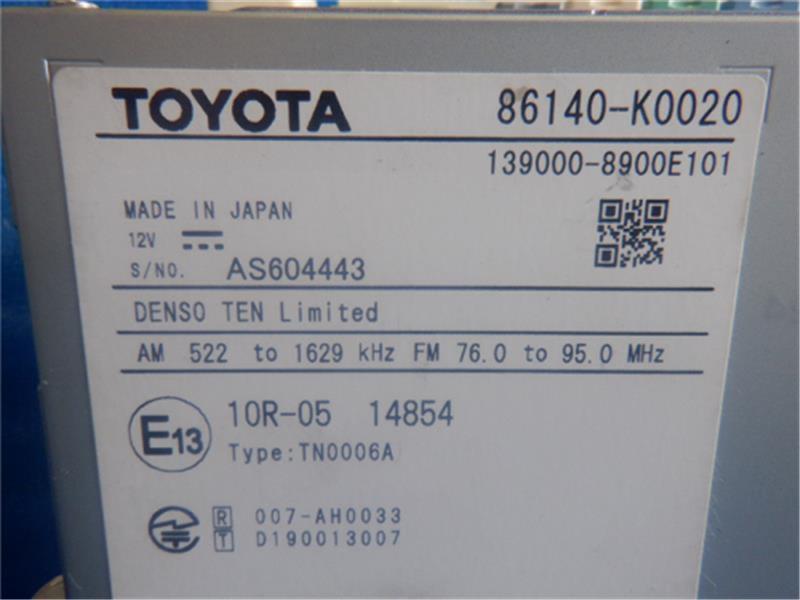 TOYOTA 86140-K0020
139000-8900E101
MADE IN JAPAN
12V
S/NO. AS604443
DENSO TEN Limited
AM 522 to 1629 kHz FM 76.0 to 95.0 MHz
E13 10R-05 14854
Type:TN0006A
R 007-AH0033
T D190013007